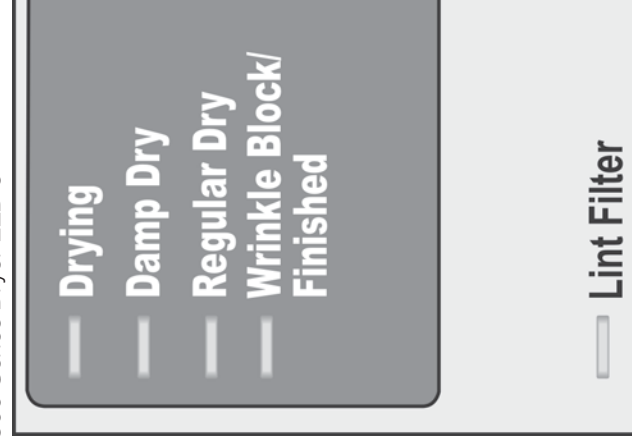 Drying
Damp Dry
Regular Dry
Wrinkle Block/
Finished
Lint Filter